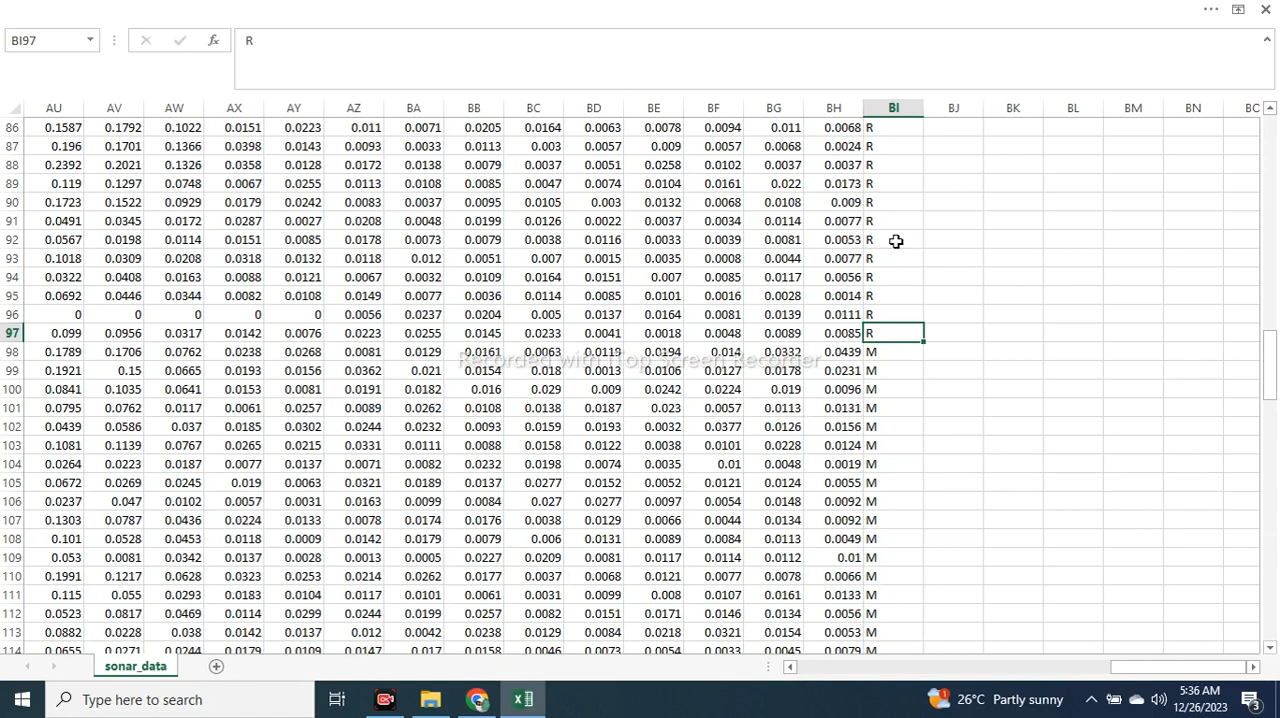 BI97 R
AU AV AW AX AY AZ BA BB BC BD BE BF BG BH BI BJ BK BL BM BN BC
86 0.1587 0.1792 0.1022 0.0151 0.0223 0.011 0.0071 0.0205 0.0164 0.0063 0.0078 0.0094 0.011 0.0068 R
87 0.196 0.1701 0.1366 0.0398 0.0143 0.0093 0.0033 0.0113 0.003 0.0057 0.009 0.0057 0.0068 0.0024 R
88 0.2392 0.2021 0.1326 0.0358 0.0128 0.0172 0.0138 0.0079 0.0037 0.0051 0.0258 0.0102 0.0037 0.0037 R
89 0.119 0.1297 0.0748 0.0067 0.0255 0.0113 0.0108 0.0085 0.0047 0.0074 0.0104 0.0161 0.022 0.0173 R
90 0.1723 0.1522 0.0929 0.0179 0.0242 0.0083 0.0037 0.0095 0.0105 0.003 0.0132 0.0068 0.0108 0.009 R
91 0.0491 0.0345 0.0172 0.0287 0.0027 0.0208 0.0048 0.0199 0.0126 0.0022 0.0037 0.0034 0.0114 0.0077 R
92 0.0567 0.0198 0.0114 0.0151 0.0085 0.0178 0.0073 0.0079 0.0038 0.0116 0.0033 0.0039 0.0081 0.0053 R
93 0.1018 0.0309 0.0208 0.0318 0.0132 0.0118 0.012 0.0051 0.007 0.0015 0.0035 0.0008 0.0044 0.0077 R
94 0.0322 0.0408 0.0163 0.0088 0.0121 0.0067 0.0032 0.0109 0.0164 0.0151 0.007 0.0085 0.0117 0.0056 R
95 0.0692 0.0446 0.0344 0.0082 0.0108 0.0149 0.0077 0.0036 0.0114 0.0085 0.0101 0.0016 0.0028 0.0014 R
96 0 0 0 0 0 0.0056 0.0237 0.0204 0.005 0.0137 0.0164 0.0081 0.0139 0.0111 R
97 0.099 0.0956 0.0317 0.0142 0.0076 0.0223 0.0255 0.0145 0.0233 0.0041 0.0018 0.0048 0.0089 0.0085 R
98 0.1789 0.1706 0.0762 0.0238 0.0268 0.0081 0.0129 0.0161 0.0063 0.0119 0.0194 0.014 0.0332 0.0439 M
Recorded with iTop Screen Recorder
99 0.1921 0.15 0.0665 0.0193 0.0156 0.0362 0.021 0.0154 0.018 0.0013 0.0106 0.0127 0.0178 0.0231 M
100 0.0841 0.1035 0.0641 0.0153 0.0081 0.0191 0.0182 0.016 0.029 0.009 0.0242 0.0224 0.019 0.0096 M
101 0.0795 0.0762 0.0117 0.0061 0.0257 0.0089 0.0262 0.0108 0.0138 0.0187 0.023 0.0057 0.0113 0.0131 M
102 0.0439 0.0586 0.037 0.0185 0.0302 0.0244 0.0232 0.0093 0.0159 0.0193 0.0032 0.0377 0.0126 0.0156 M
103 0.1081 0.1139 0.0767 0.0265 0.0215 0.0331 0.0111 0.0088 0.0158 0.0122 0.0038 0.0101 0.0228 0.0124 M
104 0.0264 0.0223 0.0187 0.0077 0.0137 0.0071 0.0082 0.0232 0.0198 0.0074 0.0035 0.01 0.0048 0.0019 M
105 0.0672 0.0269 0.0245 0.019 0.0063 0.0321 0.0189 0.0137 0.0277 0.0152 0.0052 0.0121 0.0124 0.0055 M
106 0.0237 0.047 0.0102 0.0057 0.0031 0.0163 0.0099 0.0084 0.027 0.0277 0.0097 0.0054 0.0148 0.0092 M
107 0.1303 0.0787 0.0436 0.0224 0.0133 0.0078 0.0174 0.0176 0.0038 0.0129 0.0066 0.0044 0.0134 0.0092 M
108 0.101 0.0528 0.0453 0.0118 0.0009 0.0142 0.0179 0.0079 0.006 0.0131 0.0089 0.0084 0.0113 0.0049 M
109 0.053 0.0081 0.0342 0.0137 0.0028 0.0013 0.0005 0.0227 0.0209 0.0081 0.0117 0.0114 0.0112 0.01 M
110 0.1991 0.1217 0.0628 0.0323 0.0253 0.0214 0.0262 0.0177 0.0037 0.0068 0.0121 0.0077 0.0078 0.0066 M
111 0.115 0.055 0.0293 0.0183 0.0104 0.0117 0.0101 0.0061 0.0031 0.008 0.0107 0.0161 0.0133 M
112 0.0523 0.0817 0.0469 0.0114 0.0299 0.0244 0.0199 0.0257 0.0082 0.0151 0.0171 0.0146 0.0134 0.0056 M
113 0.0882 0.0228 0.038 0.0142 0.0137 0.012 0.0042 0.0238 0.0129 0.0084 0.0218 0.0321 0.0154 0.0053 M
114 0.0655 0.0271 0.0244 0.0179 0.0109 0.0147 0.017 0.0158 0.0046 0.0073 0.0054 0.0033 0.0045 0.0079 M
sonar_data
Type here to search 1 26°C Partly sunny 5:36 AM
12/26/2023 3